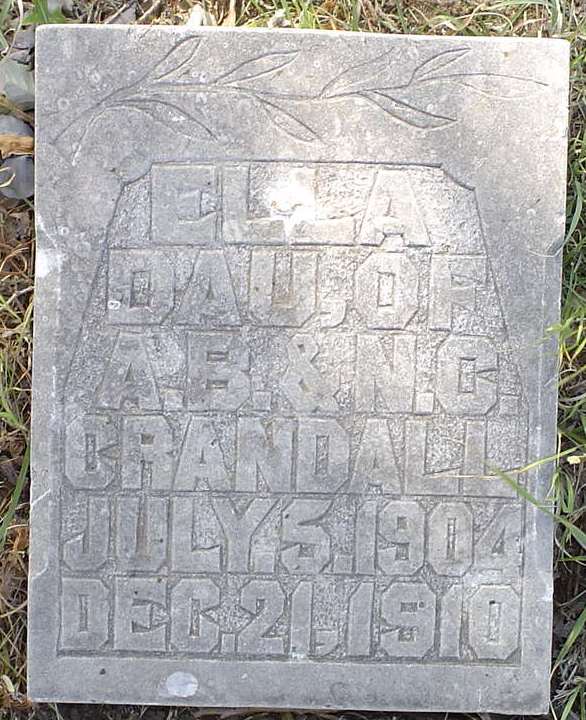 ELLA
DAU, OF
A.B. & N.C.
CRANDALL
JULY.5.1904
DEC.21,1910